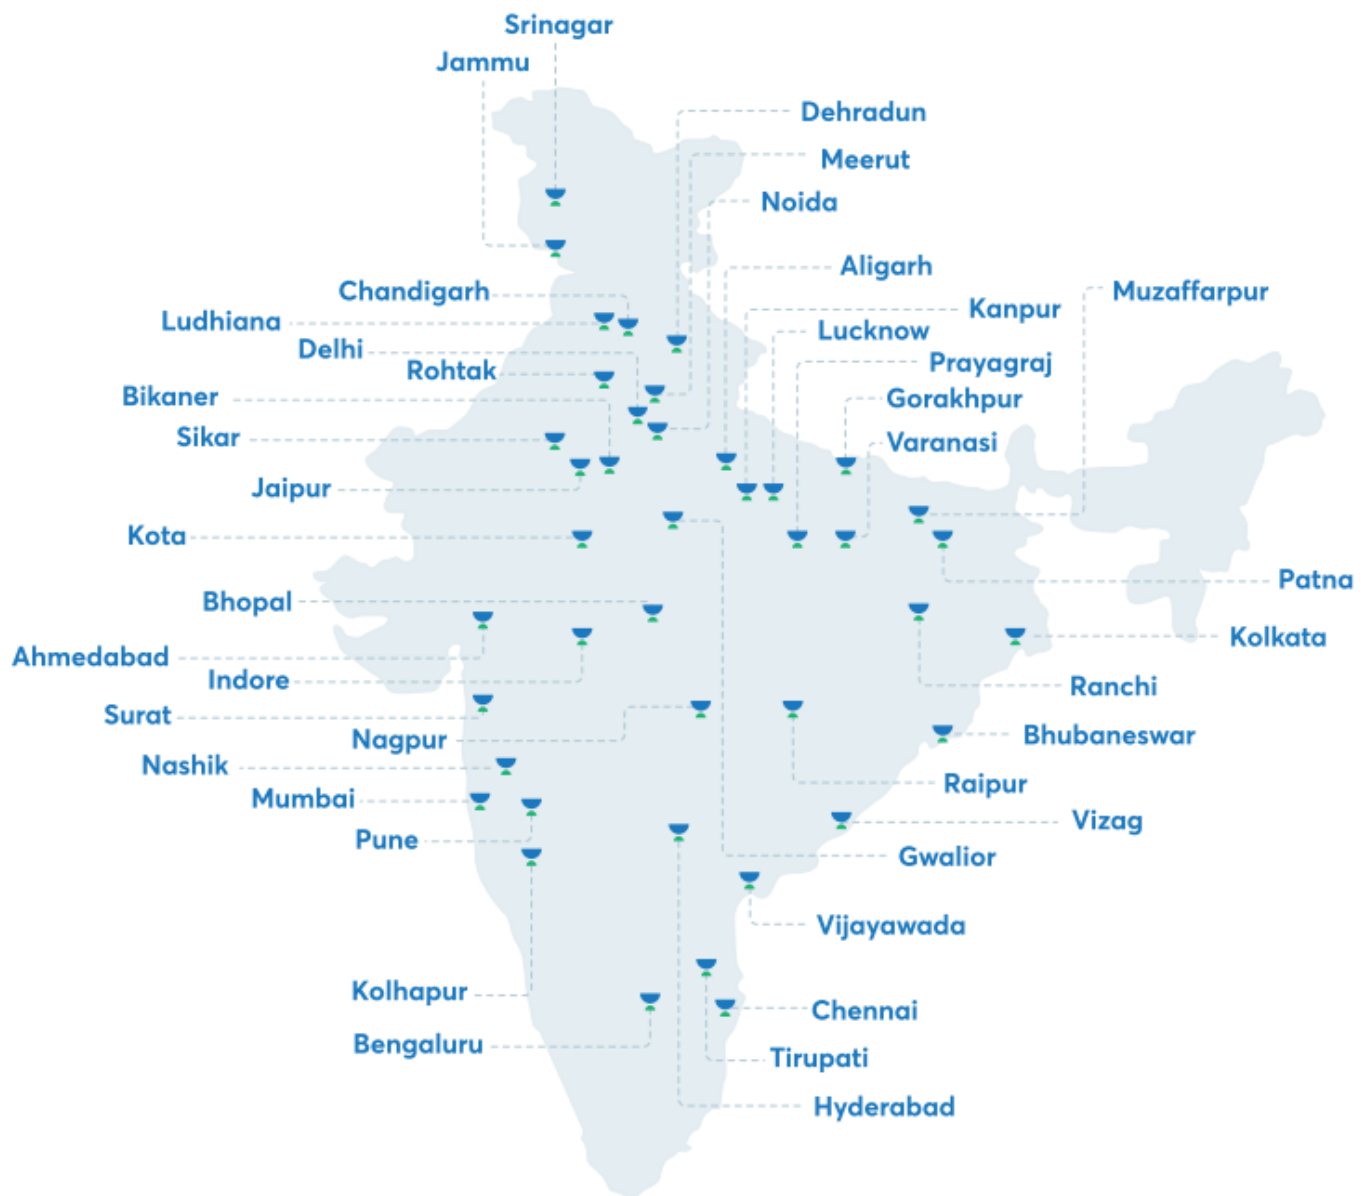 Srinagar
Jammu
Dehradun
Meerut
Noida
Aligarh
Chandigarh
Muzaffarpur
Kanpur
Ludhiana
Lucknow
Delhi
Prayagraj
Rohtak
Bikaner
Gorakhpur
Sikar
Varanasi
Jaipur
Kota
Patna
Bhopal
Kolkata
Ahmedabad
Indore
Ranchi
Surat
Bhubaneswar
Nagpur
Nashik
Raipur
Mumbai
Vizag
Pune
Gwalior
Vijayawada
Kolhapur
Chennai
Bengaluru
Tirupati
Hyderabad